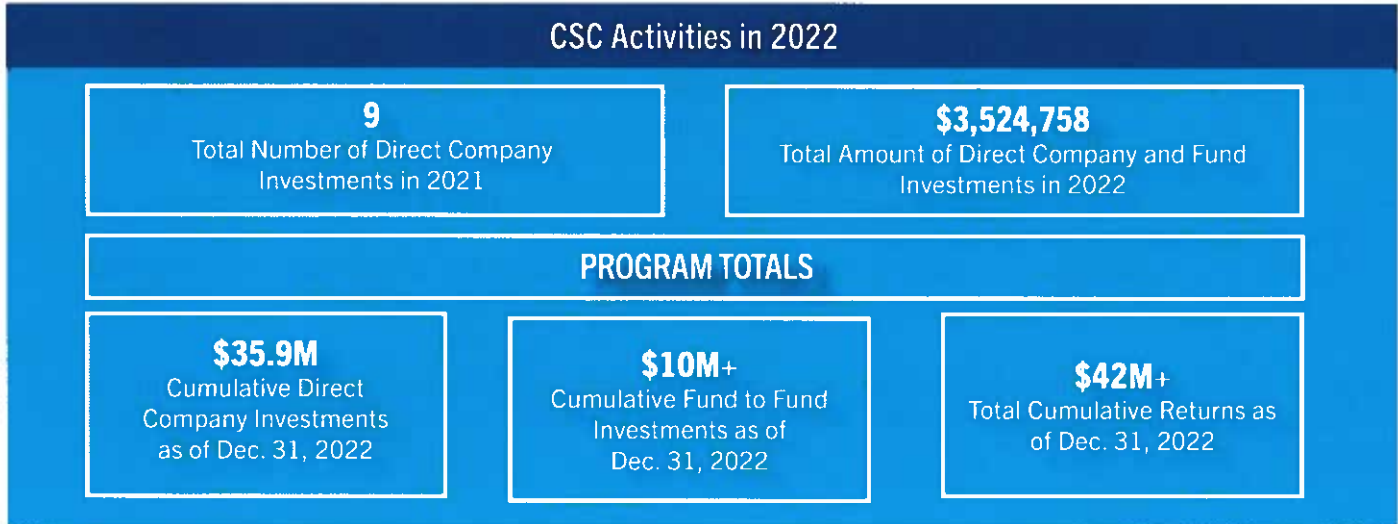 CSC Activities in 2022
9
Total Number of Direct Company
Investments in 2021
$3,524,758
Total Amount of Direct Company and Fund
Investments in 2022
PROGRAM TOTALS
$35.9M
Cumulative Direct
Company Investments
as of Dec. 31, 2022
$10M+
Cumulative Fund to Fund
Investments as of
Dec. 31, 2022
$42M+
Total Cumulative Returns as
of Dec. 31, 2022